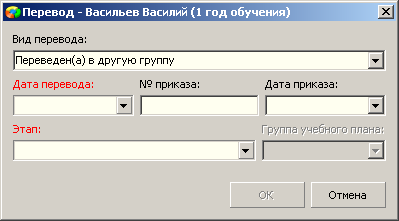 Перевод - Васильев Василий (1 год обучения)
Вид перевода:
Переведен(а) в другую группу
Дата перевода: № приказа: Дата приказа:
Этап: Группа учебного плана:
ОК Отмена